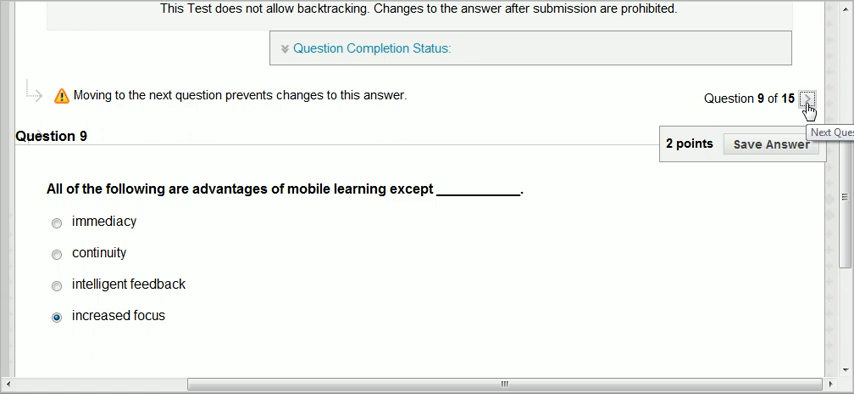 This Test does not allow backtracking. Changes to the answer after submission are prohibited.
Question Completion Status:
Moving to the next question prevents changes to this answer.
Question 9 of 15
Next Ques
Question 9
2 points
Save Answer
All of the following are advantages of mobile learning except ___________.
immediacy
continuity
intelligent feedback
increased focus